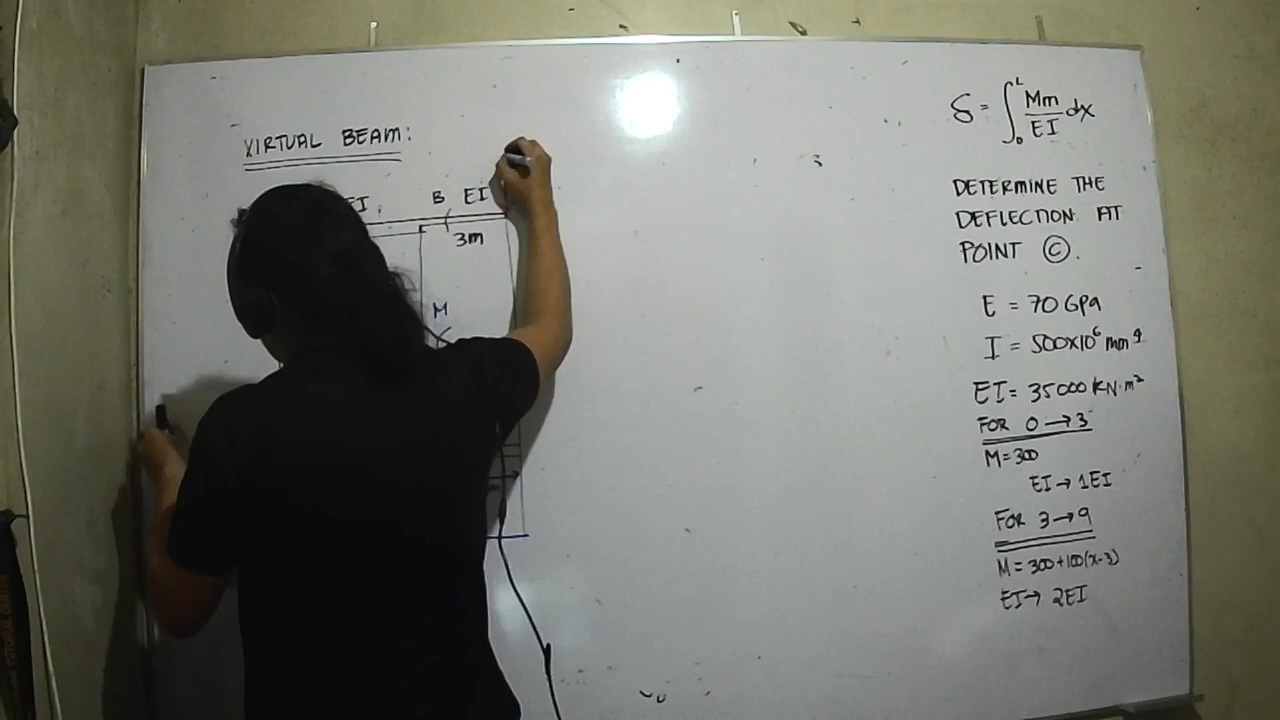 VIRTUAL BEAM:
EI B EI
3m
M
δ = ∫₀ᴸ Mm/EI dx
DETERMINE THE
DEFLECTION AT
POINT Ⓒ.
E = 70 GPa
I = 500x10⁶ mm⁴
EI = 35000 KN·m²
FOR 0 → 3
M = 300
EI → 1EI
FOR 3 → 9
M = 300 + 100(x-3)
EI → 2EI